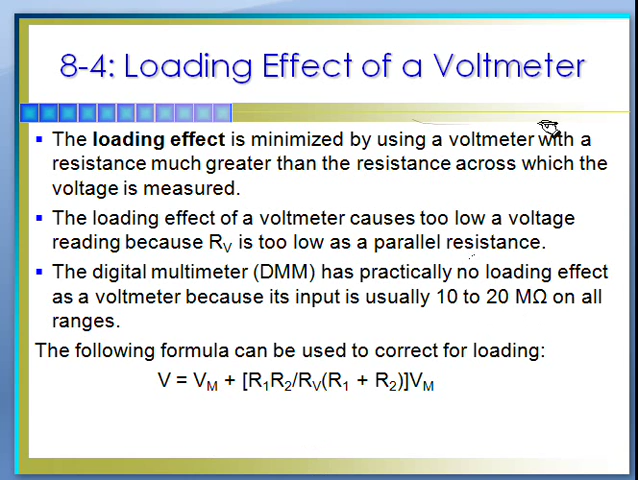 8-4: Loading Effect of a Voltmeter
▪ The loading effect is minimized by using a voltmeter with a
resistance much greater than the resistance across which the
voltage is measured.
▪ The loading effect of a voltmeter causes too low a voltage
reading because R_V is too low as a parallel resistance.
▪ The digital multimeter (DMM) has practically no loading effect
as a voltmeter because its input is usually 10 to 20 MΩ on all
ranges.
The following formula can be used to correct for loading:
V = V_M + [R₁R₂/R_V(R₁ + R₂)]V_M